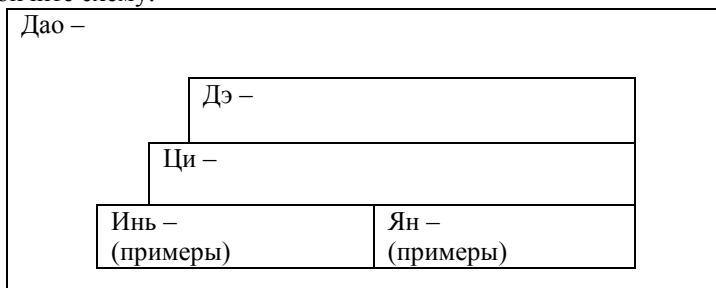 Дао –
Дэ –
Ци –
Инь –
(примеры)
Ян –
(примеры)